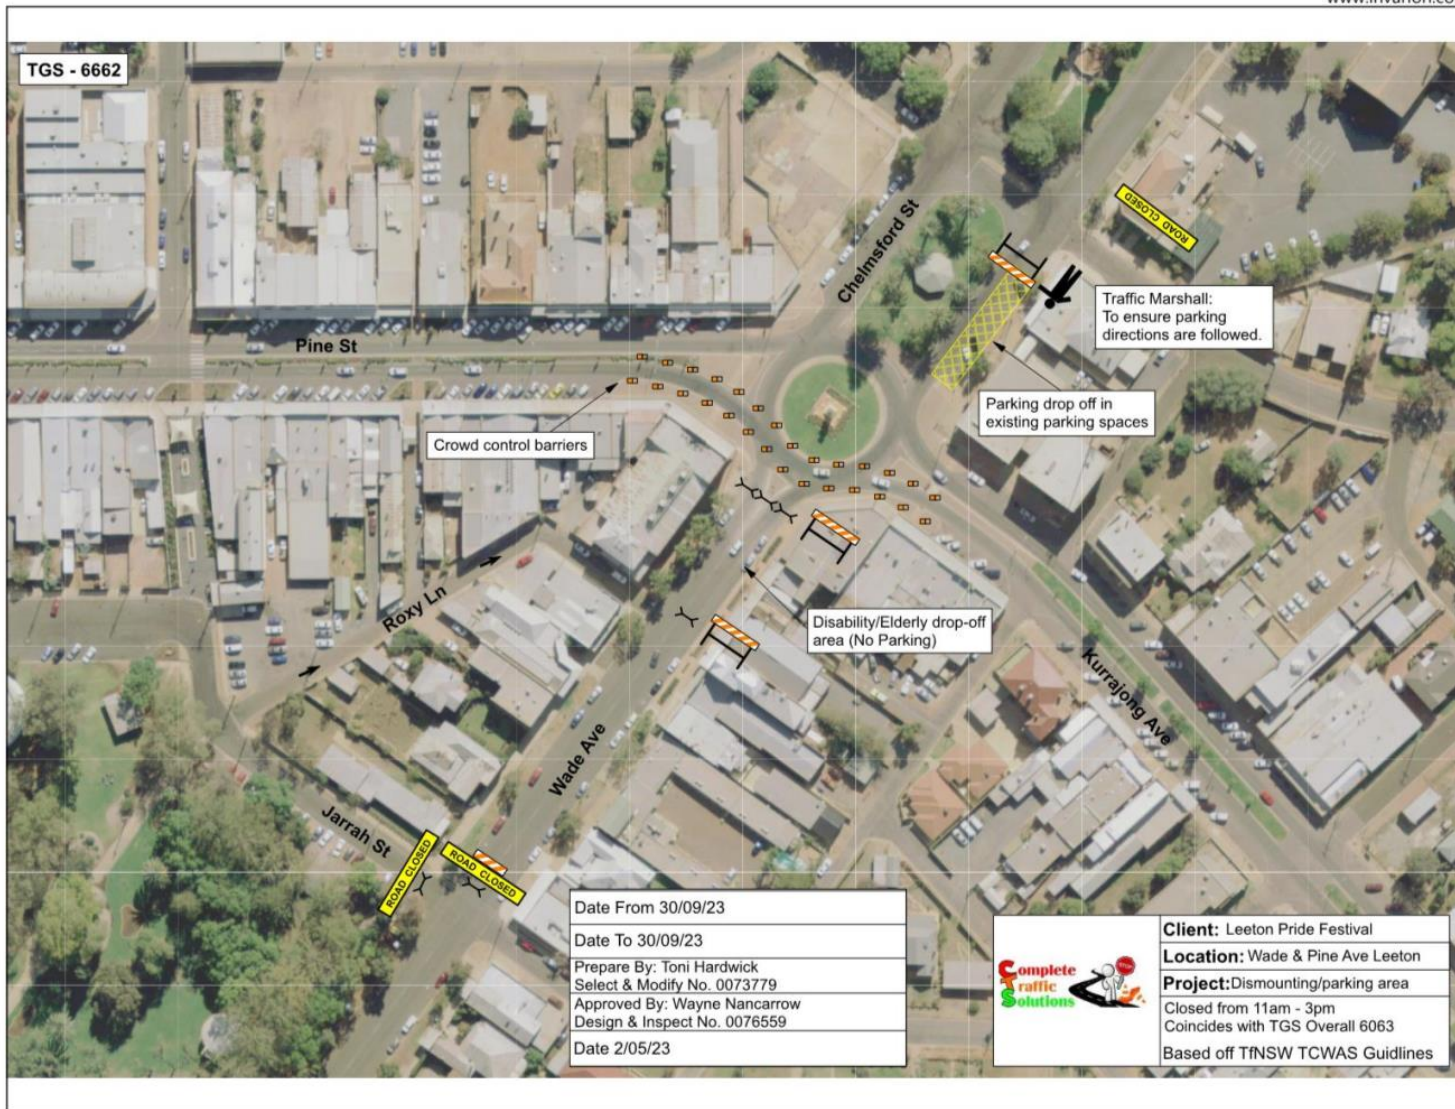 TGS - 6662
Chelmsford St
ROAD CLOSED
Traffic Marshall:
To ensure parking
directions are followed.
Pine St
Parking drop off in
existing parking spaces
Crowd control barriers
Roxy Ln
Disability/Elderly drop-off
area (No Parking)
Kurrajong Ave
Wade Ave
Jarrah St
ROAD CLOSED
ROAD CLOSED
Date From 30/09/23
Date To 30/09/23
Prepare By: Toni Hardwick
Select & Modify No. 0073779
Approved By: Wayne Nancarrow
Design & Inspect No. 0076559
Date 2/05/23
Complete
Traffic
Solutions
STOP
Client: Leeton Pride Festival
Location: Wade & Pine Ave Leeton
Project:Dismounting/parking area
Closed from 11am - 3pm
Coincides with TGS Overall 6063
Based off TfNSW TCWAS Guidlines